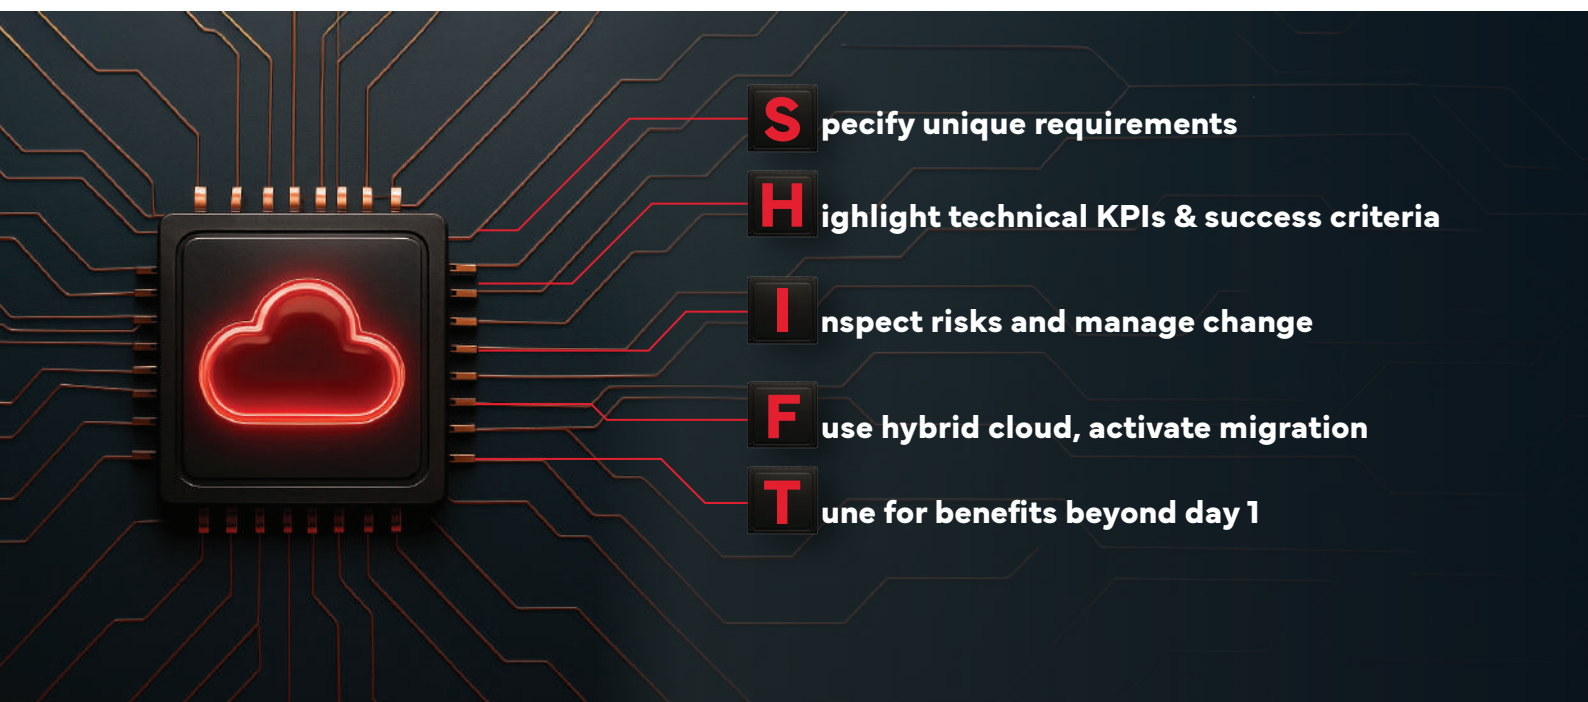 Specify unique requirements
Highlight technical KPIs & success criteria
Inspect risks and manage change
Fuse hybrid cloud, activate migration
Tune for benefits beyond day 1